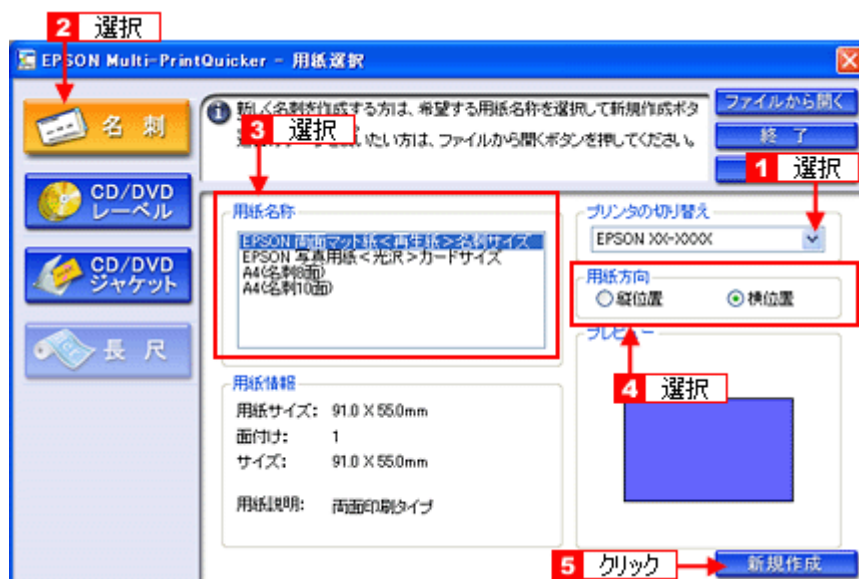 2 選択
EPSON Multi-PrintQuicker - 用紙選択
名 刺
新しく名刺を作成する方は、希望する用紙名称を選択して新規作成ボタ
いたい方は、ファイルから開くボタンを押してください。
ファイルから開く
終 了
3 選択
1 選択
CD/DVD
レーベル
CD/DVD
ジャケット
長 尺
用紙名称
EPSON 両面マット紙<再生紙>名刺サイズ
EPSON 写真用紙<光沢>カードサイズ
A4(名刺8面)
A4(名刺10面)
プリンタの切り替え
EPSON XX-XXXX
用紙方向
縦位置
横位置
プレビュー
4 選択
用紙情報
用紙サイズ: 91.0 X 55.0mm
面付け: 1
サイズ: 91.0 X 55.0mm
用紙説明: 両面印刷タイプ
5 クリック
新規作成